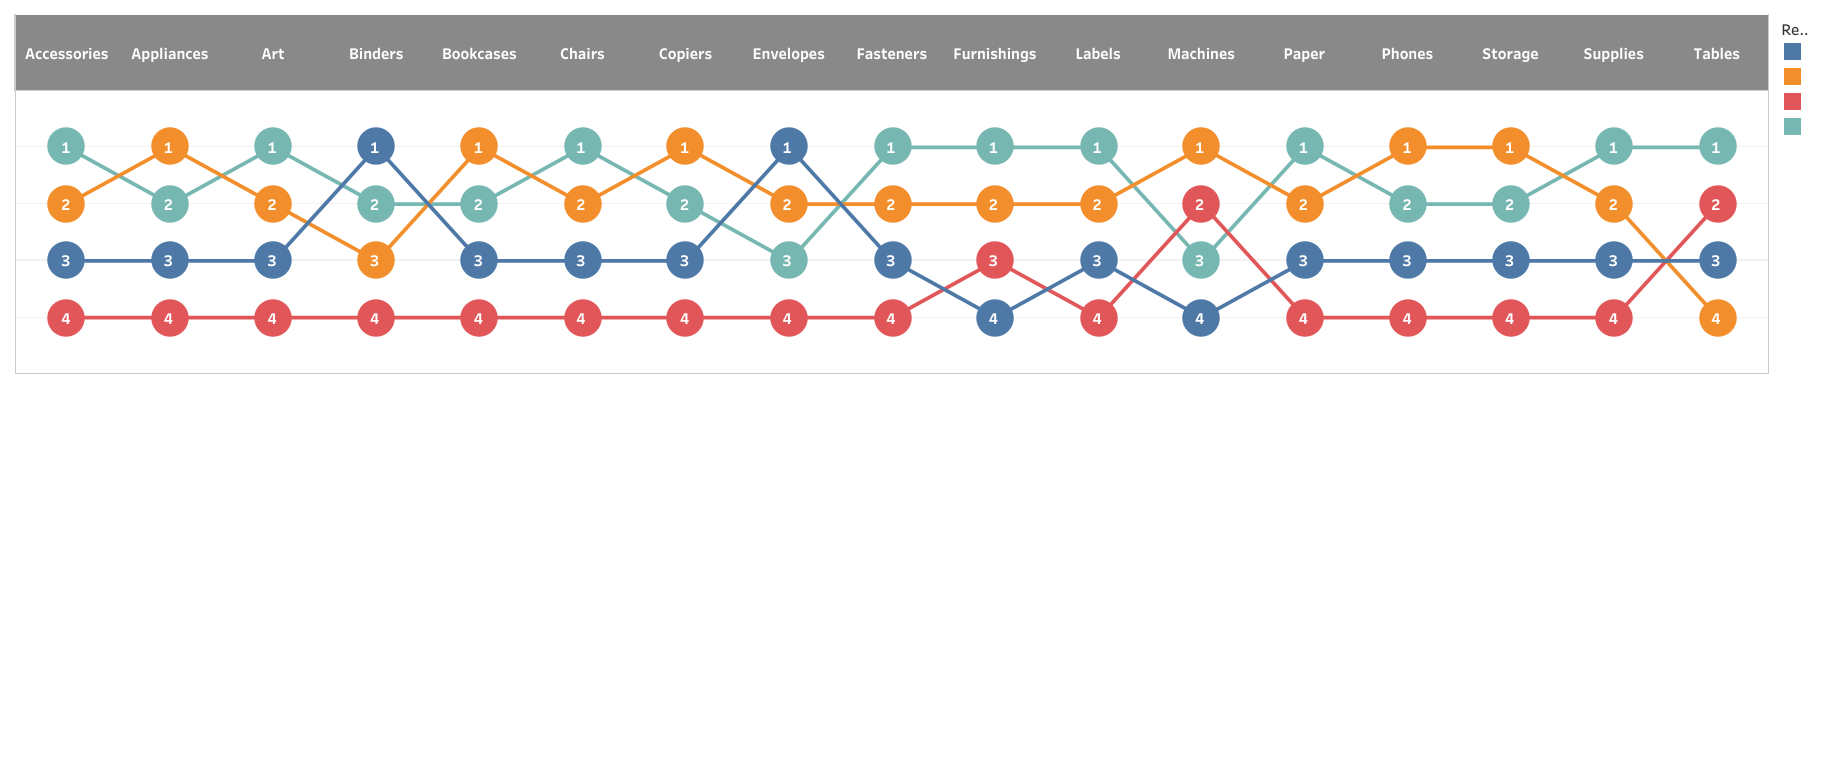 Accessories Appliances Art Binders Bookcases Chairs Copiers Envelopes Fasteners Furnishings Labels Machines Paper Phones Storage Supplies Tables
Re..
1 1 1 1 1 1 1 1 1 1 1 1 1 1 1 1 1
2 2 2 2 2 2 2 2 2 2 2 2 2 2 2 2 2
3 3 3 3 3 3 3 3 3 3 3 3 3 3 3 3 3
4 4 4 4 4 4 4 4 4 4 4 4 4 4 4 4 4